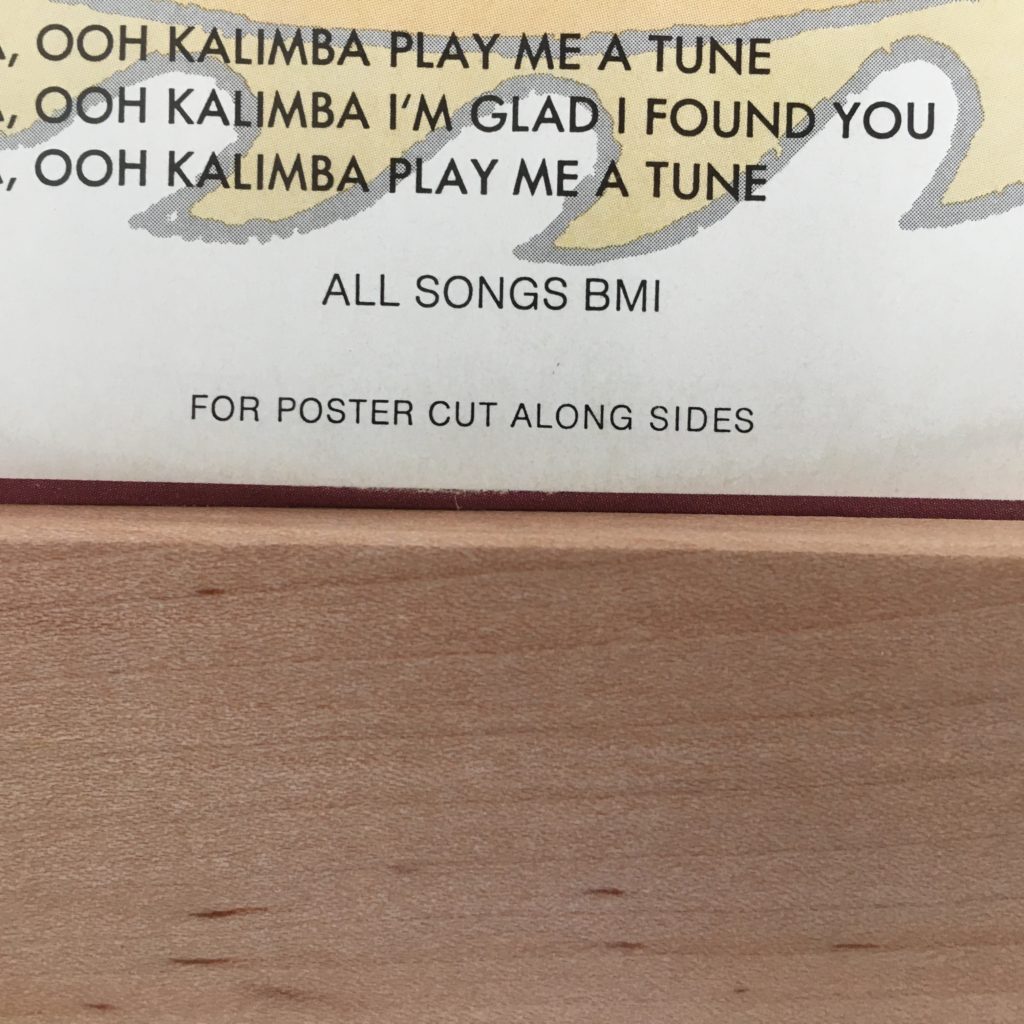 , OOH KALIMBA PLAY ME A TUNE
, OOH KALIMBA I'M GLAD I FOUND YOU
, OOH KALIMBA PLAY ME A TUNE
ALL SONGS BMI
FOR POSTER CUT ALONG SIDES